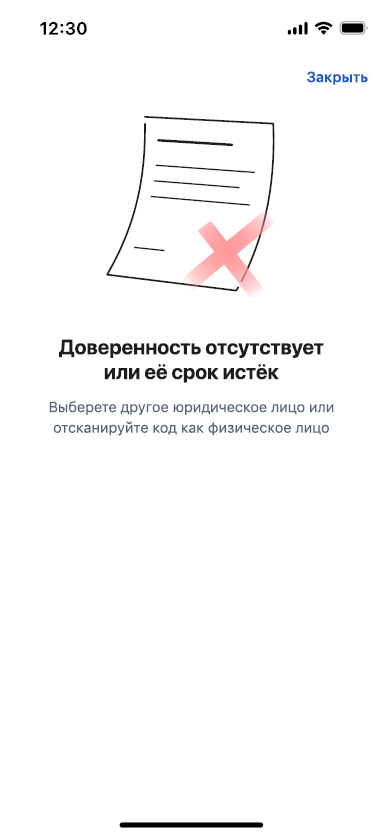 12:30
Закрыть
Доверенность отсутствует
или её срок истёк
Выберете другое юридическое лицо или
отсканируйте код как физическое лицо